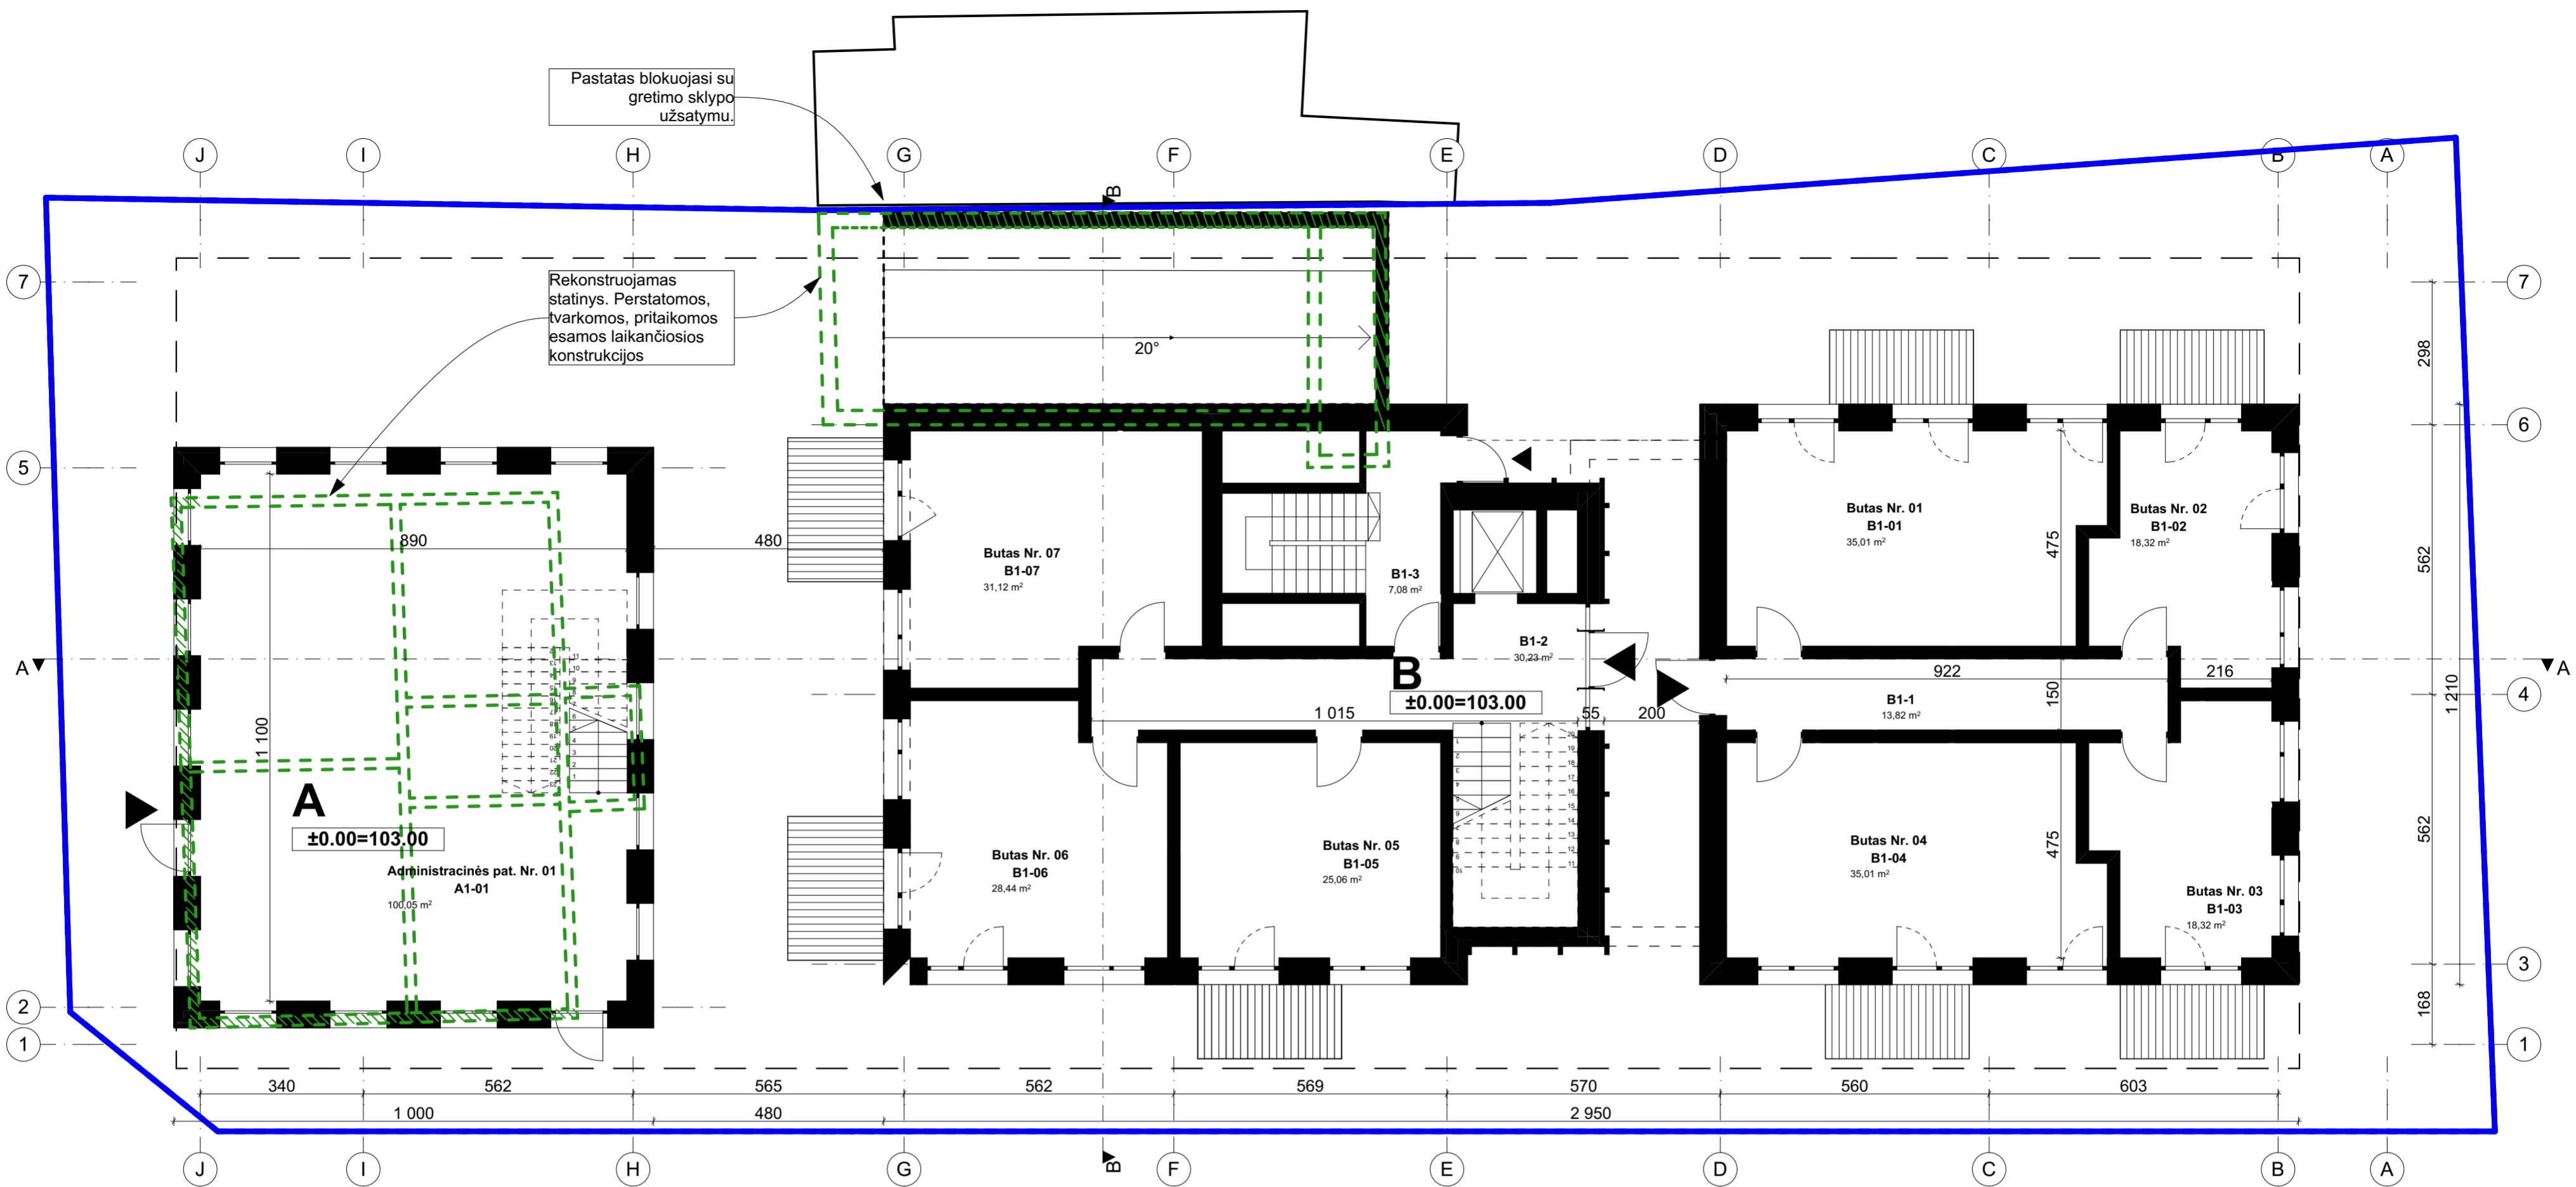 Pastatas blokuojasi su
gretimo sklypo
užsatymu.
J
I
H
G
B
F
E
D
C
B
A
7
7
Rekonstruojamas
statinys. Perstatomos,
tvarkomos, pritaikomos
esamos laikančiosios
konstrukcijos
20°
298
6
5
890
480
Butas Nr. 07
B1-07
31,12 m²
B1-3
7,08 m²
Butas Nr. 01
B1-01
35,01 m²
475
Butas Nr. 02
B1-02
18,32 m²
562
B1-2
30,23 m²
A
A
B
±0.00=103.00
922
216
150
B1-1
13,82 m²
1 210
4
1 015
55
200
1 100
A
±0.00=103.00
Administracinės pat. Nr. 01
A1-01
100,05 m²
Butas Nr. 06
B1-06
28,44 m²
Butas Nr. 05
B1-05
25,06 m²
Butas Nr. 04
B1-04
35,01 m²
475
562
Butas Nr. 03
B1-03
18,32 m²
3
2
168
1
1
340
562
565
562
569
570
560
603
1 000
480
2 950
J
I
H
G
B
F
E
D
C
B
A